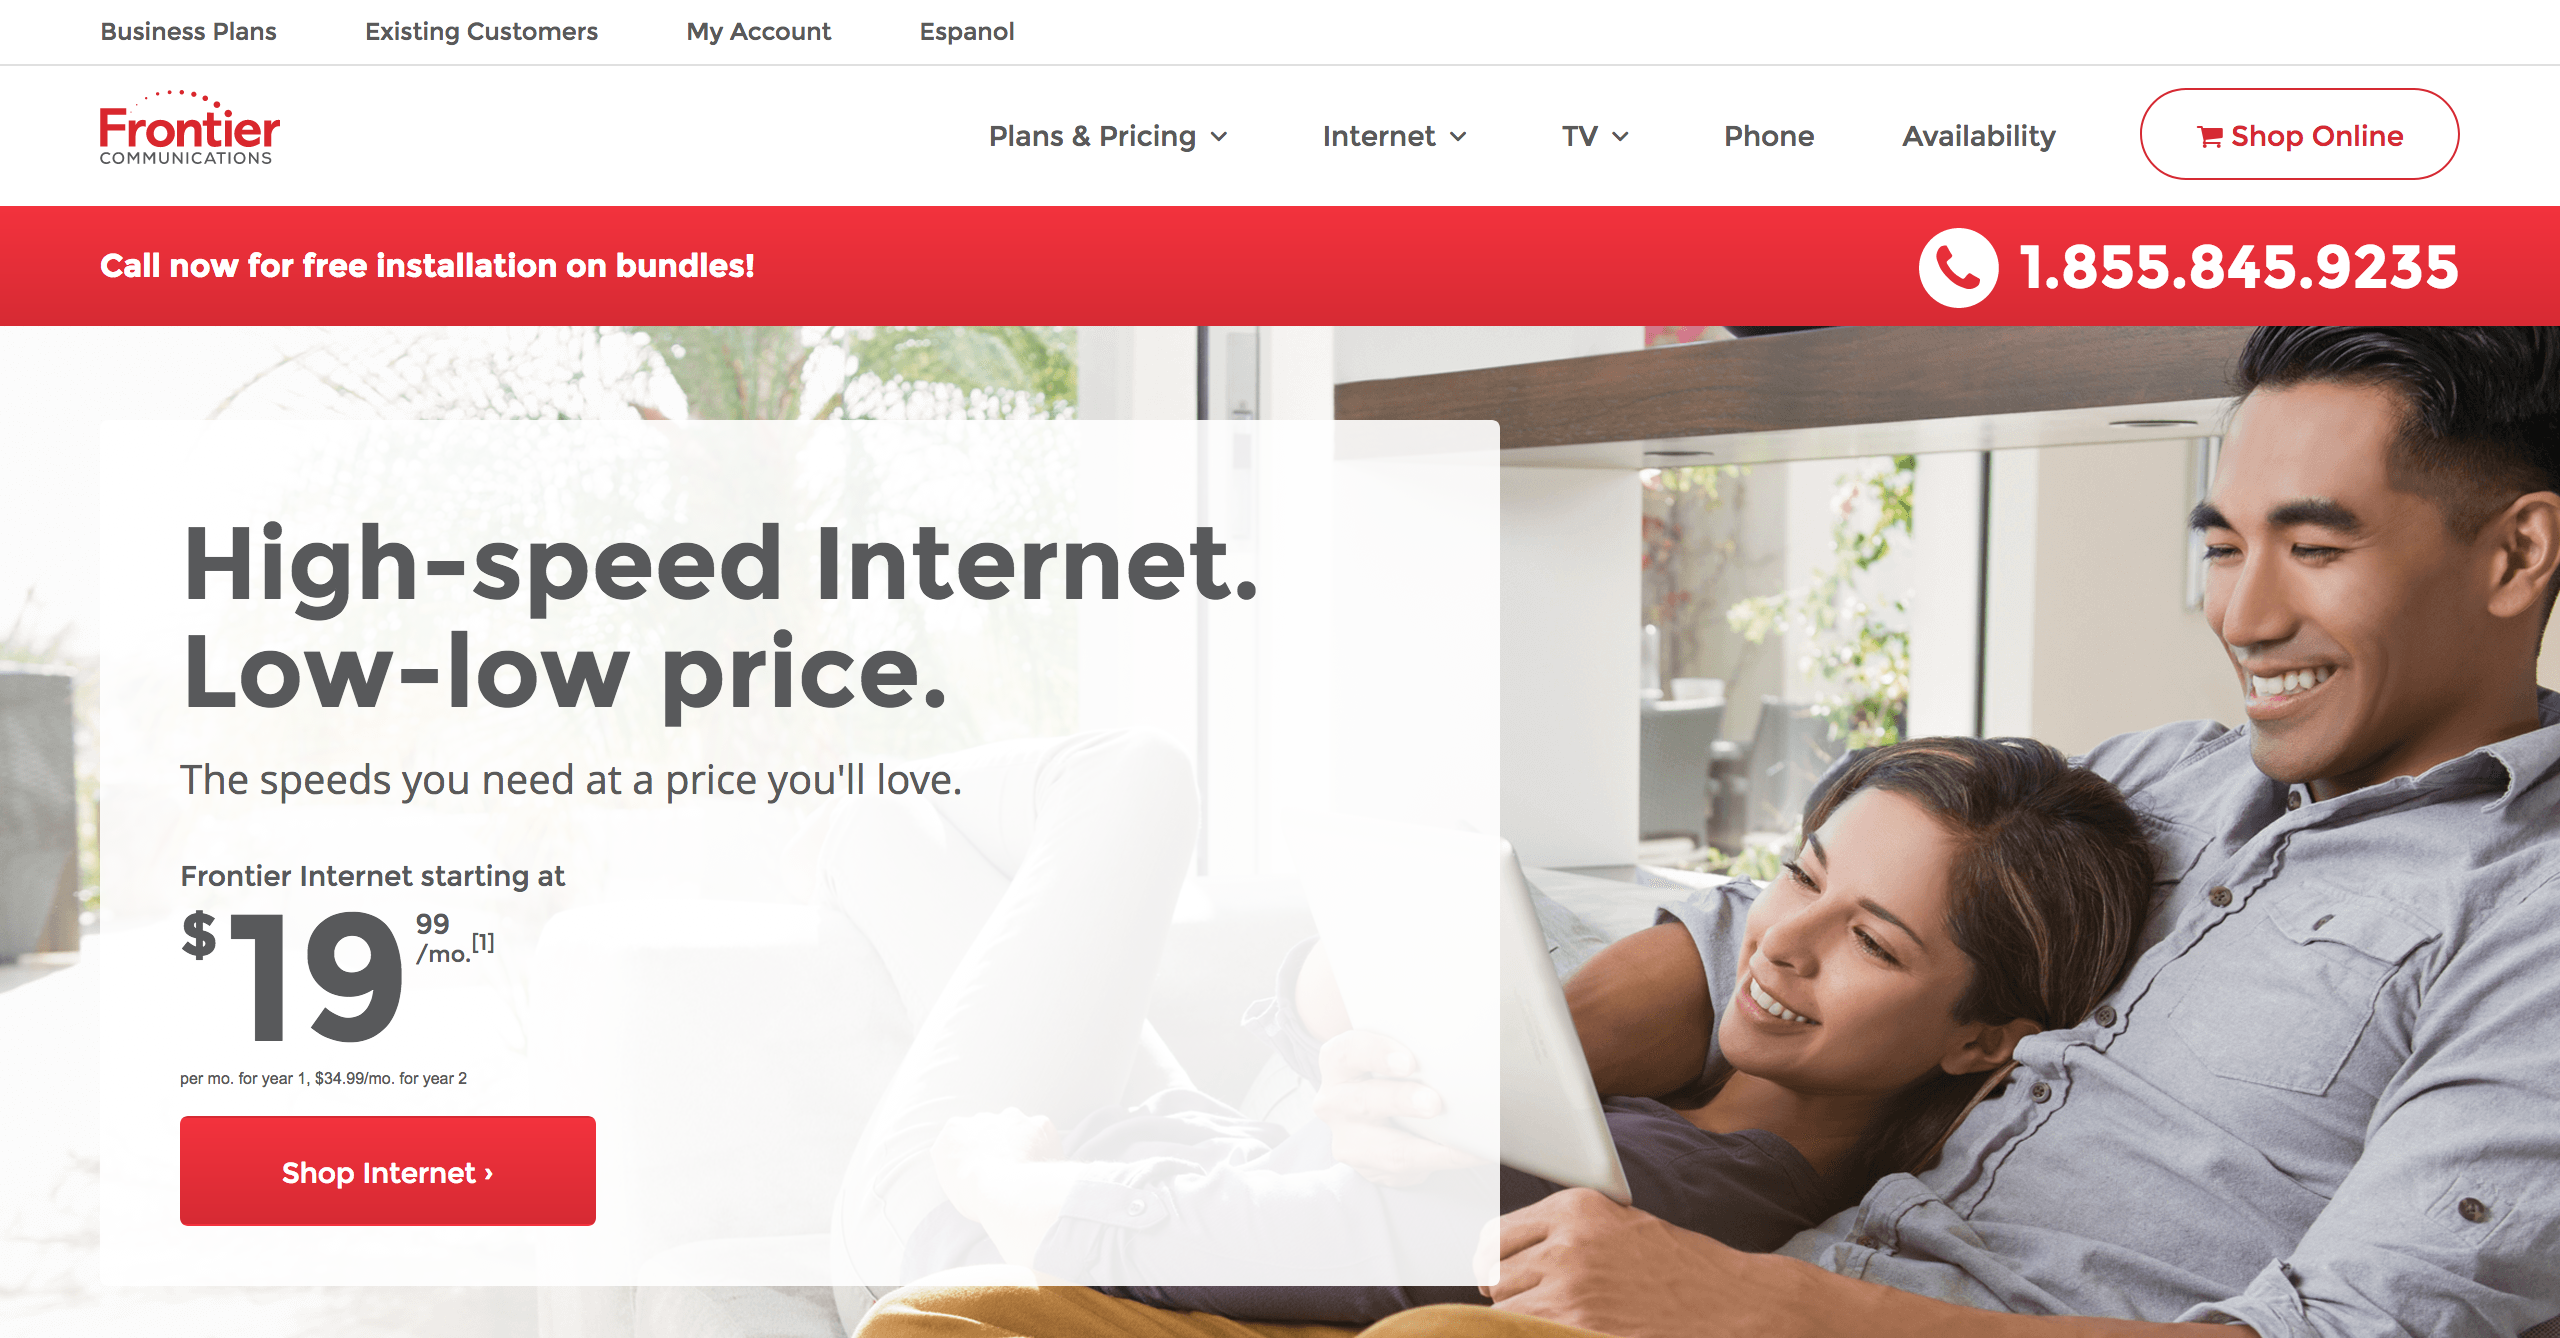 Business Plans Existing Customers My Account Espanol
Frontier
COMMUNICATIONS
Plans & Pricing Internet TV Phone Availability Shop Online
Call now for free installation on bundles! 1.855.845.9235
High-speed Internet.
Low-low price.
The speeds you need at a price you'll love.
Frontier Internet starting at
$19 99 /mo.[1]
per mo. for year 1, $34.99/mo. for year 2
Shop Internet ›